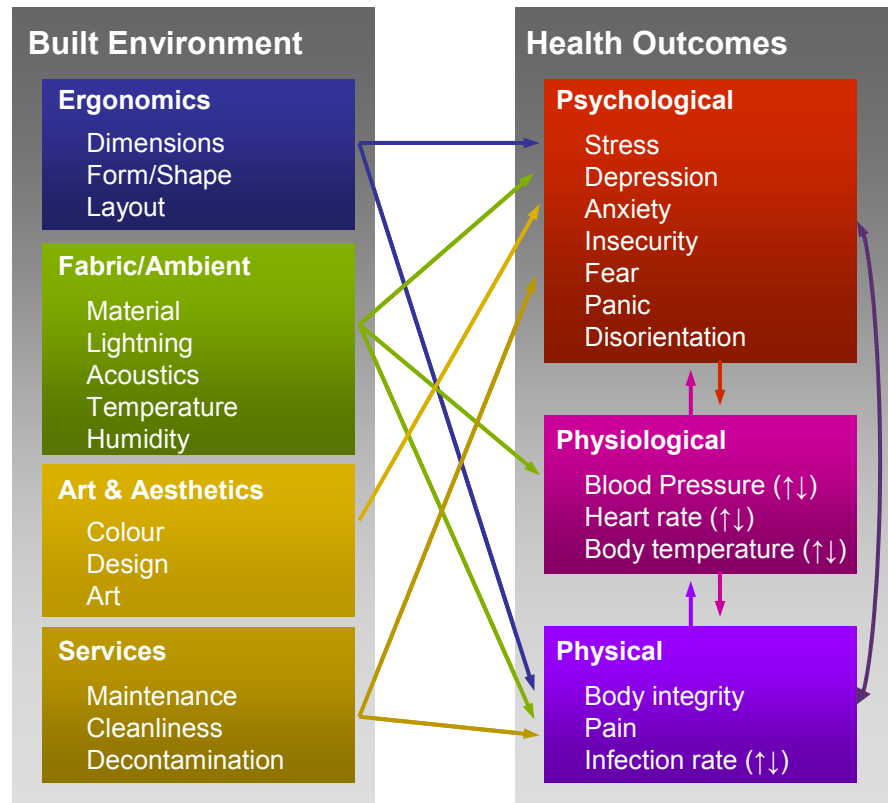 Built Environment
Ergonomics
Dimensions
Form/Shape
Layout
Fabric/Ambient
Material
Lightning
Acoustics
Temperature
Humidity
Art & Aesthetics
Colour
Design
Art
Services
Maintenance
Cleanliness
Decontamination
Health Outcomes
Psychological
Stress
Depression
Anxiety
Insecurity
Fear
Panic
Disorientation
Physiological
Blood Pressure (↑↓)
Heart rate (↑↓)
Body temperature (↑↓)
Physical
Body integrity
Pain
Infection rate (↑↓)